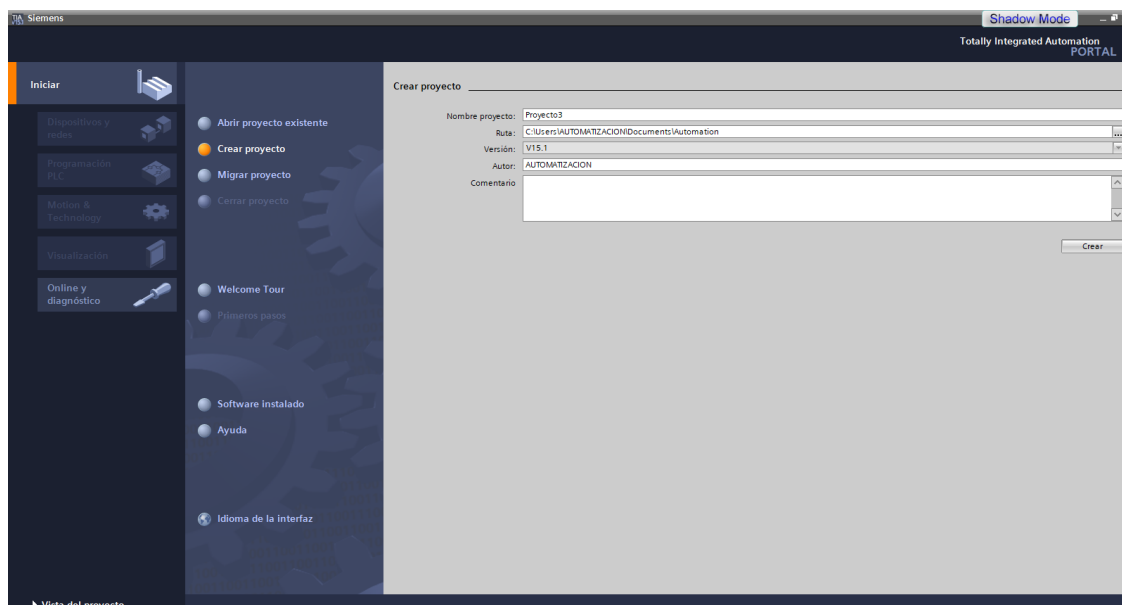 Siemens
Shadow Mode
Totally Integrated Automation
PORTAL
Iniciar
Dispositivos y
redes
Programación
PLC
Motion &
Technology
Visualización
Online y
diagnóstico
Abrir proyecto existente
Crear proyecto
Migrar proyecto
Cerrar proyecto
Welcome Tour
Primeros pasos
Software instalado
Ayuda
Idioma de la interfaz
Crear proyecto
Nombre proyecto: Proyecto3
Ruta: C:\Users\AUTOMATIZACION\Documents\Automation ...
Versión: V15.1
Autor: AUTOMATIZACION
Comentario
Crear
Vista del proyecto